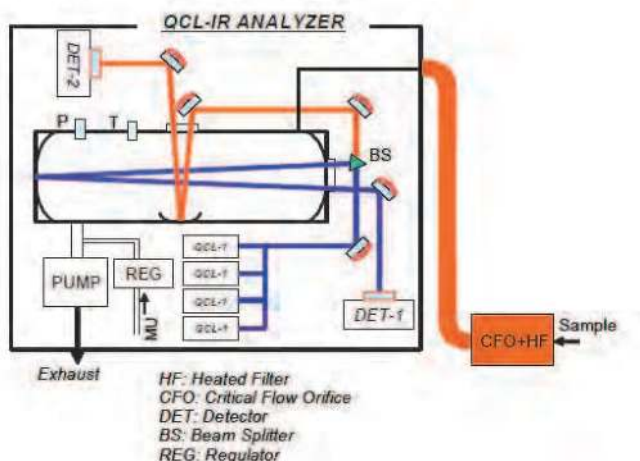 QCL-IR ANALYZER
DET-2
P
T
BS
QCL-1
QCL-1
QCL-1
QCL-1
PUMP
REG
MU
DET-1
CFO+HF
Sample
Exhaust
HF: Heated Filter
CFO: Critical Flow Orifice
DET: Detector
BS: Beam Splitter
REG: Regulator